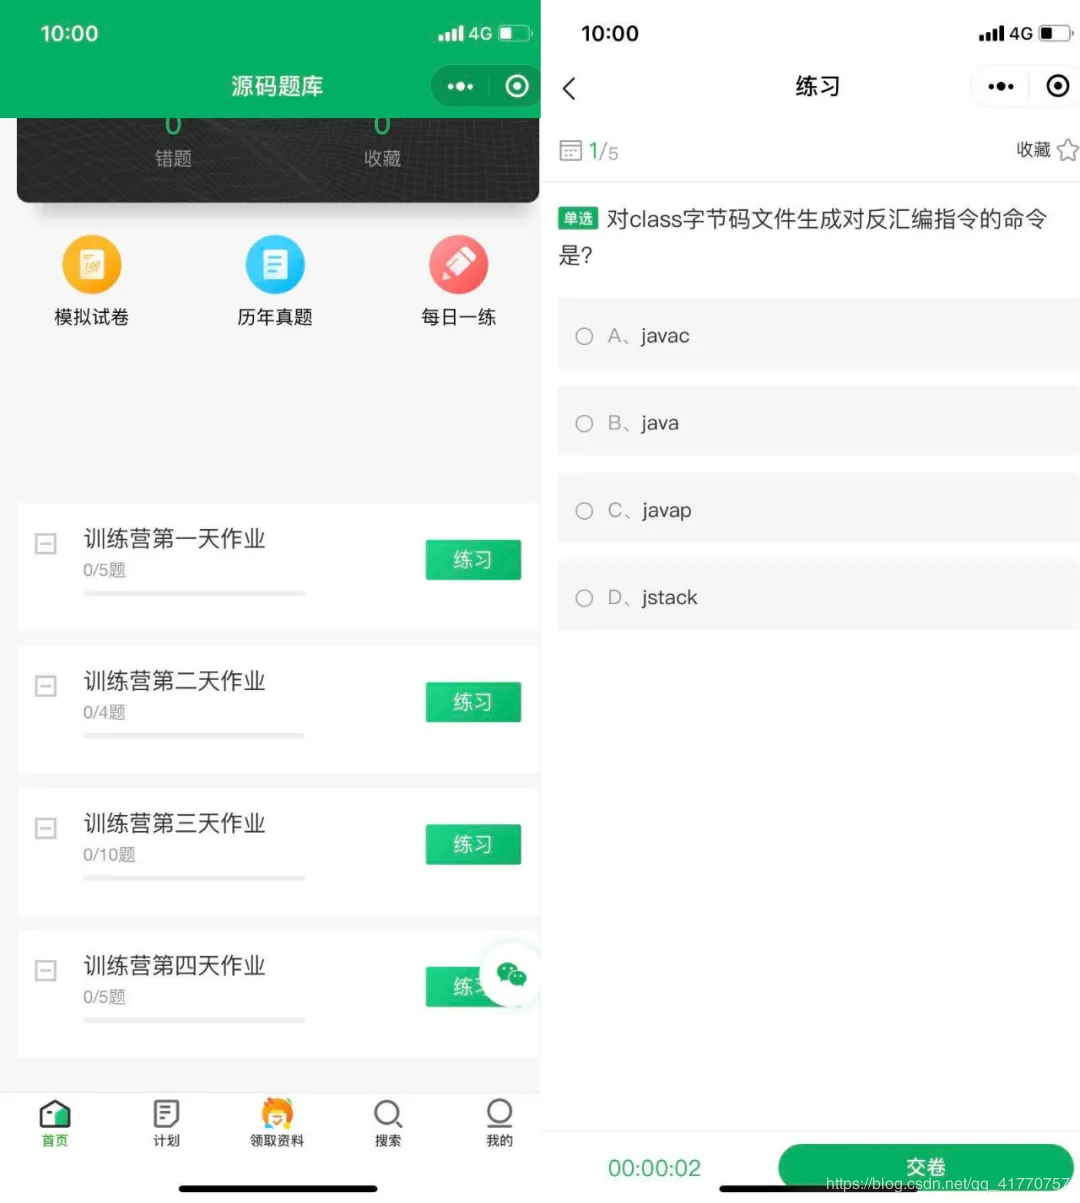 10:00
4G
源码题库
0
0
错题
收藏
模拟试卷
历年真题
每日一练
训练营第一天作业
0/5题
练习
训练营第二天作业
0/4题
练习
训练营第三天作业
0/10题
练习
训练营第四天作业
0/5题
练习
首页
计划
领取资料
搜索
我的
10:00
4G
练习
1/5
收藏
单选 对class字节码文件生成对反汇编指令的命令
是?
A、javac
B、java
C、javap
D、jstack
00:00:02
交卷
https://blog.csdn.net/qq_41770757